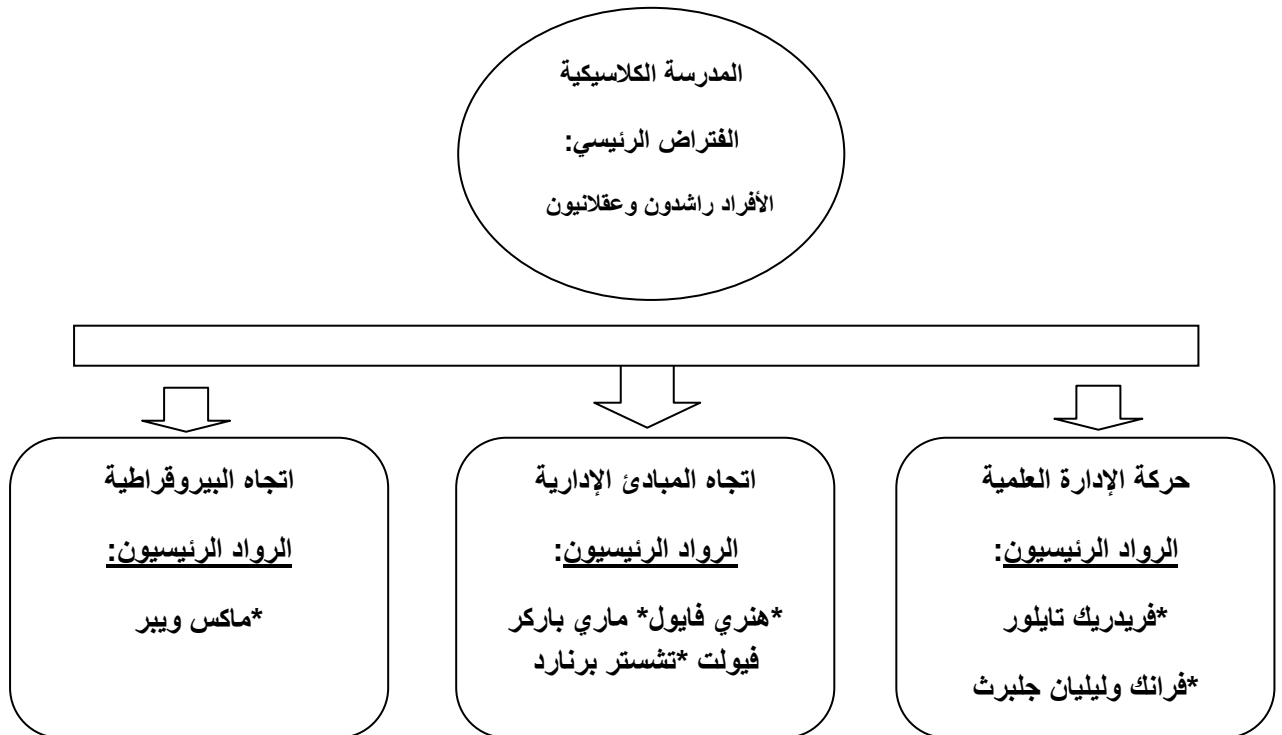 المدرسة الكلاسيكية
الفتراض الرئيسي:
الأفراد راشدون وعقلانيون
حركة الإدارة العلمية
الرواد الرئيسيون:
*فريدريك تايلور
*فرانك وليليان جلبرث
اتجاه المبادئ الإدارية
الرواد الرئيسيون:
*هنري فايول* ماري باركر
فيولت *تشستر برنارد
اتجاه البيروقراطية
الرواد الرئيسيون:
*ماكس ويبر